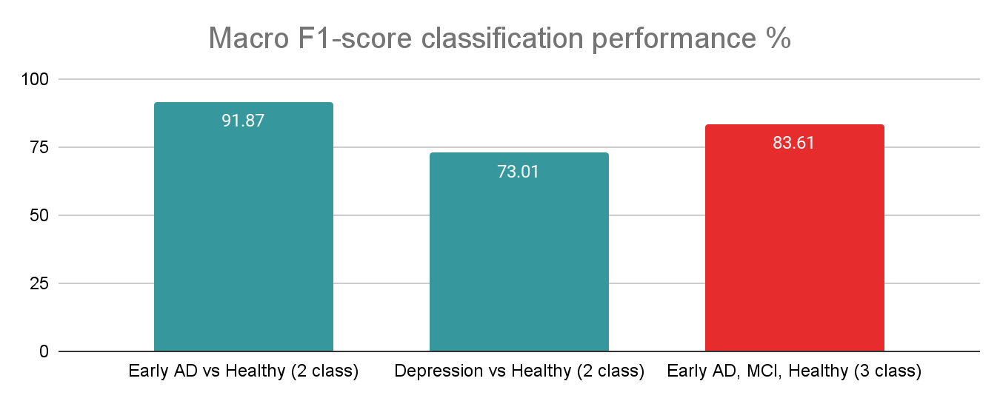 Macro F1-score classification performance %
100
75
50
25
0
91.87
73.01
83.61
Early AD vs Healthy (2 class)
Depression vs Healthy (2 class)
Early AD, MCI, Healthy (3 class)